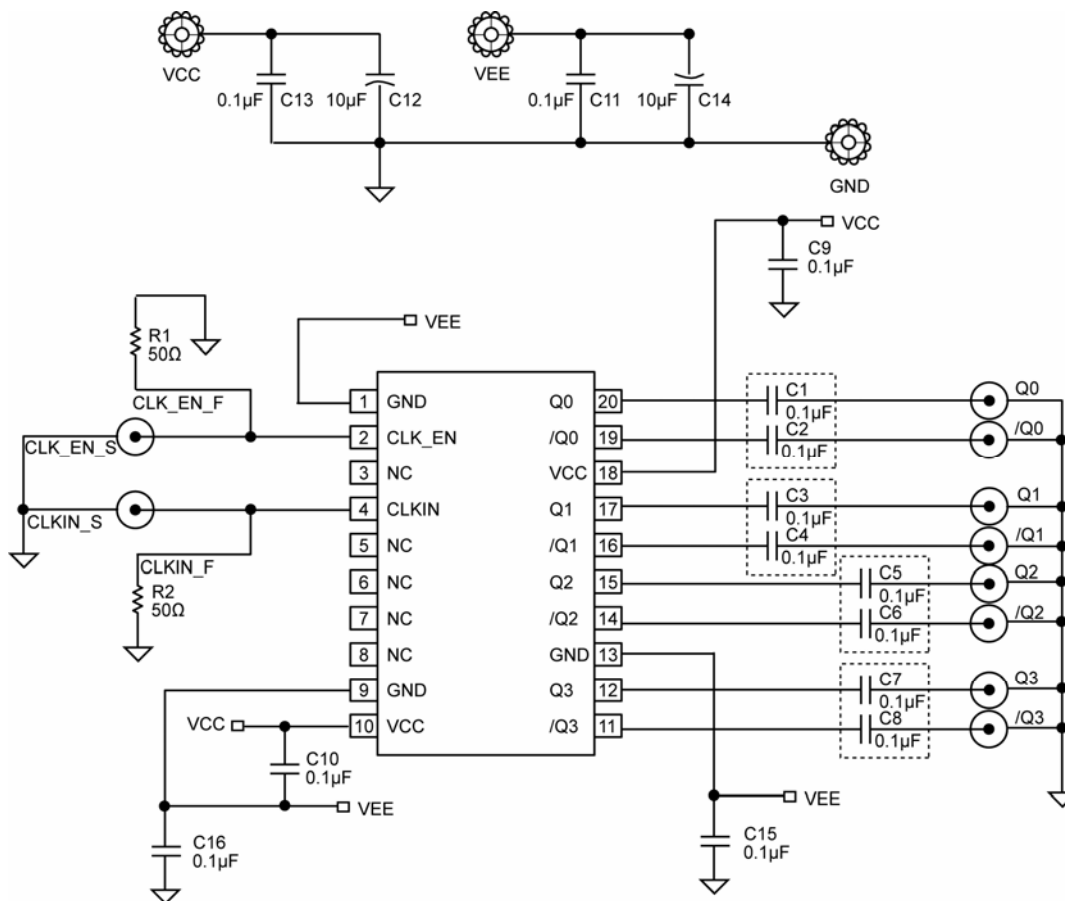 VCC
0.1µF C13
10µF C12
VEE
0.1µF C11
10µF C14
GND
VCC
C9
0.1µF
R1
50Ω
VEE
CLK_EN_F
CLK_EN_S
CLKIN_S
CLKIN_F
R2
50Ω
1 GND
2 CLK_EN
3 NC
4 CLKIN
5 NC
6 NC
7 NC
8 NC
9 GND
10 VCC
Q0 20
/Q0 19
VCC 18
Q1 17
/Q1 16
Q2 15
/Q2 14
GND 13
Q3 12
/Q3 11
C1
0.1µF
C2
0.1µF
C3
0.1µF
C4
0.1µF
C5
0.1µF
C6
0.1µF
C7
0.1µF
C8
0.1µF
Q0
/Q0
Q1
/Q1
Q2
/Q2
Q3
/Q3
VCC
C10
0.1µF
VEE
C16
0.1µF
VEE
C15
0.1µF